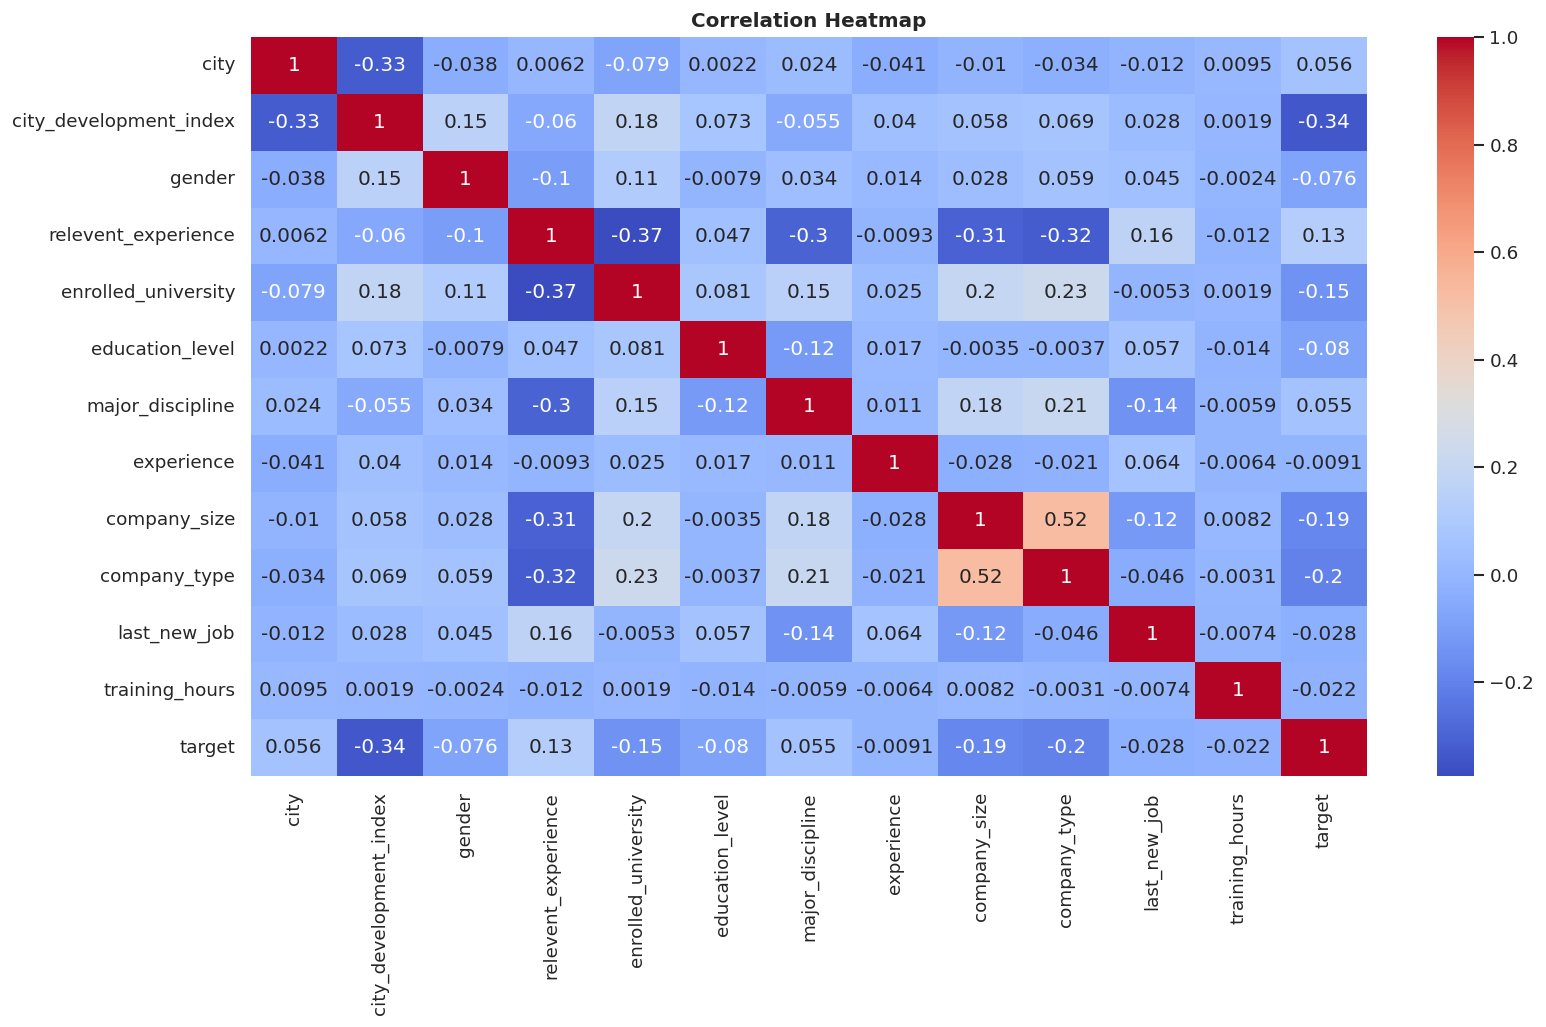 Correlation Heatmap
city 1 -0.33 -0.038 0.0062 -0.079 0.0022 0.024 -0.041 -0.01 -0.034 -0.012 0.0095 0.056
city_development_index -0.33 1 0.15 -0.06 0.18 0.073 -0.055 0.04 0.058 0.069 0.028 0.0019 -0.34
gender -0.038 0.15 1 -0.1 0.11 -0.0079 0.034 0.014 0.028 0.059 0.045 -0.0024 -0.076
relevent_experience 0.0062 -0.06 -0.1 1 -0.37 0.047 -0.3 -0.0093 -0.31 -0.32 0.16 -0.012 0.13
enrolled_university -0.079 0.18 0.11 -0.37 1 0.081 0.15 0.025 0.2 0.23 -0.0053 0.0019 -0.15
education_level 0.0022 0.073 -0.0079 0.047 0.081 1 -0.12 0.017 -0.0035 -0.0037 0.057 -0.014 -0.08
major_discipline 0.024 -0.055 0.034 -0.3 0.15 -0.12 1 0.011 0.18 0.21 -0.14 -0.0059 0.055
experience -0.041 0.04 0.014 -0.0093 0.025 0.017 0.011 1 -0.028 -0.021 0.064 -0.0064 -0.0091
company_size -0.01 0.058 0.028 -0.31 0.2 -0.0035 0.18 -0.028 1 0.52 -0.12 0.0082 -0.19
company_type -0.034 0.069 0.059 -0.32 0.23 -0.0037 0.21 -0.021 0.52 1 -0.046 -0.0031 -0.2
last_new_job -0.012 0.028 0.045 0.16 -0.0053 0.057 -0.14 0.064 -0.12 -0.046 1 -0.0074 -0.028
training_hours 0.0095 0.0019 -0.0024 -0.012 0.0019 -0.014 -0.0059 -0.0064 0.0082 -0.0031 -0.0074 1 -0.022
target 0.056 -0.34 -0.076 0.13 -0.15 -0.08 0.055 -0.0091 -0.19 -0.2 -0.028 -0.022 1
city
city_development_index
gender
relevent_experience
enrolled_university
education_level
major_discipline
experience
company_size
company_type
last_new_job
training_hours
target
1.0
0.8
0.6
0.4
0.2
0.0
−0.2